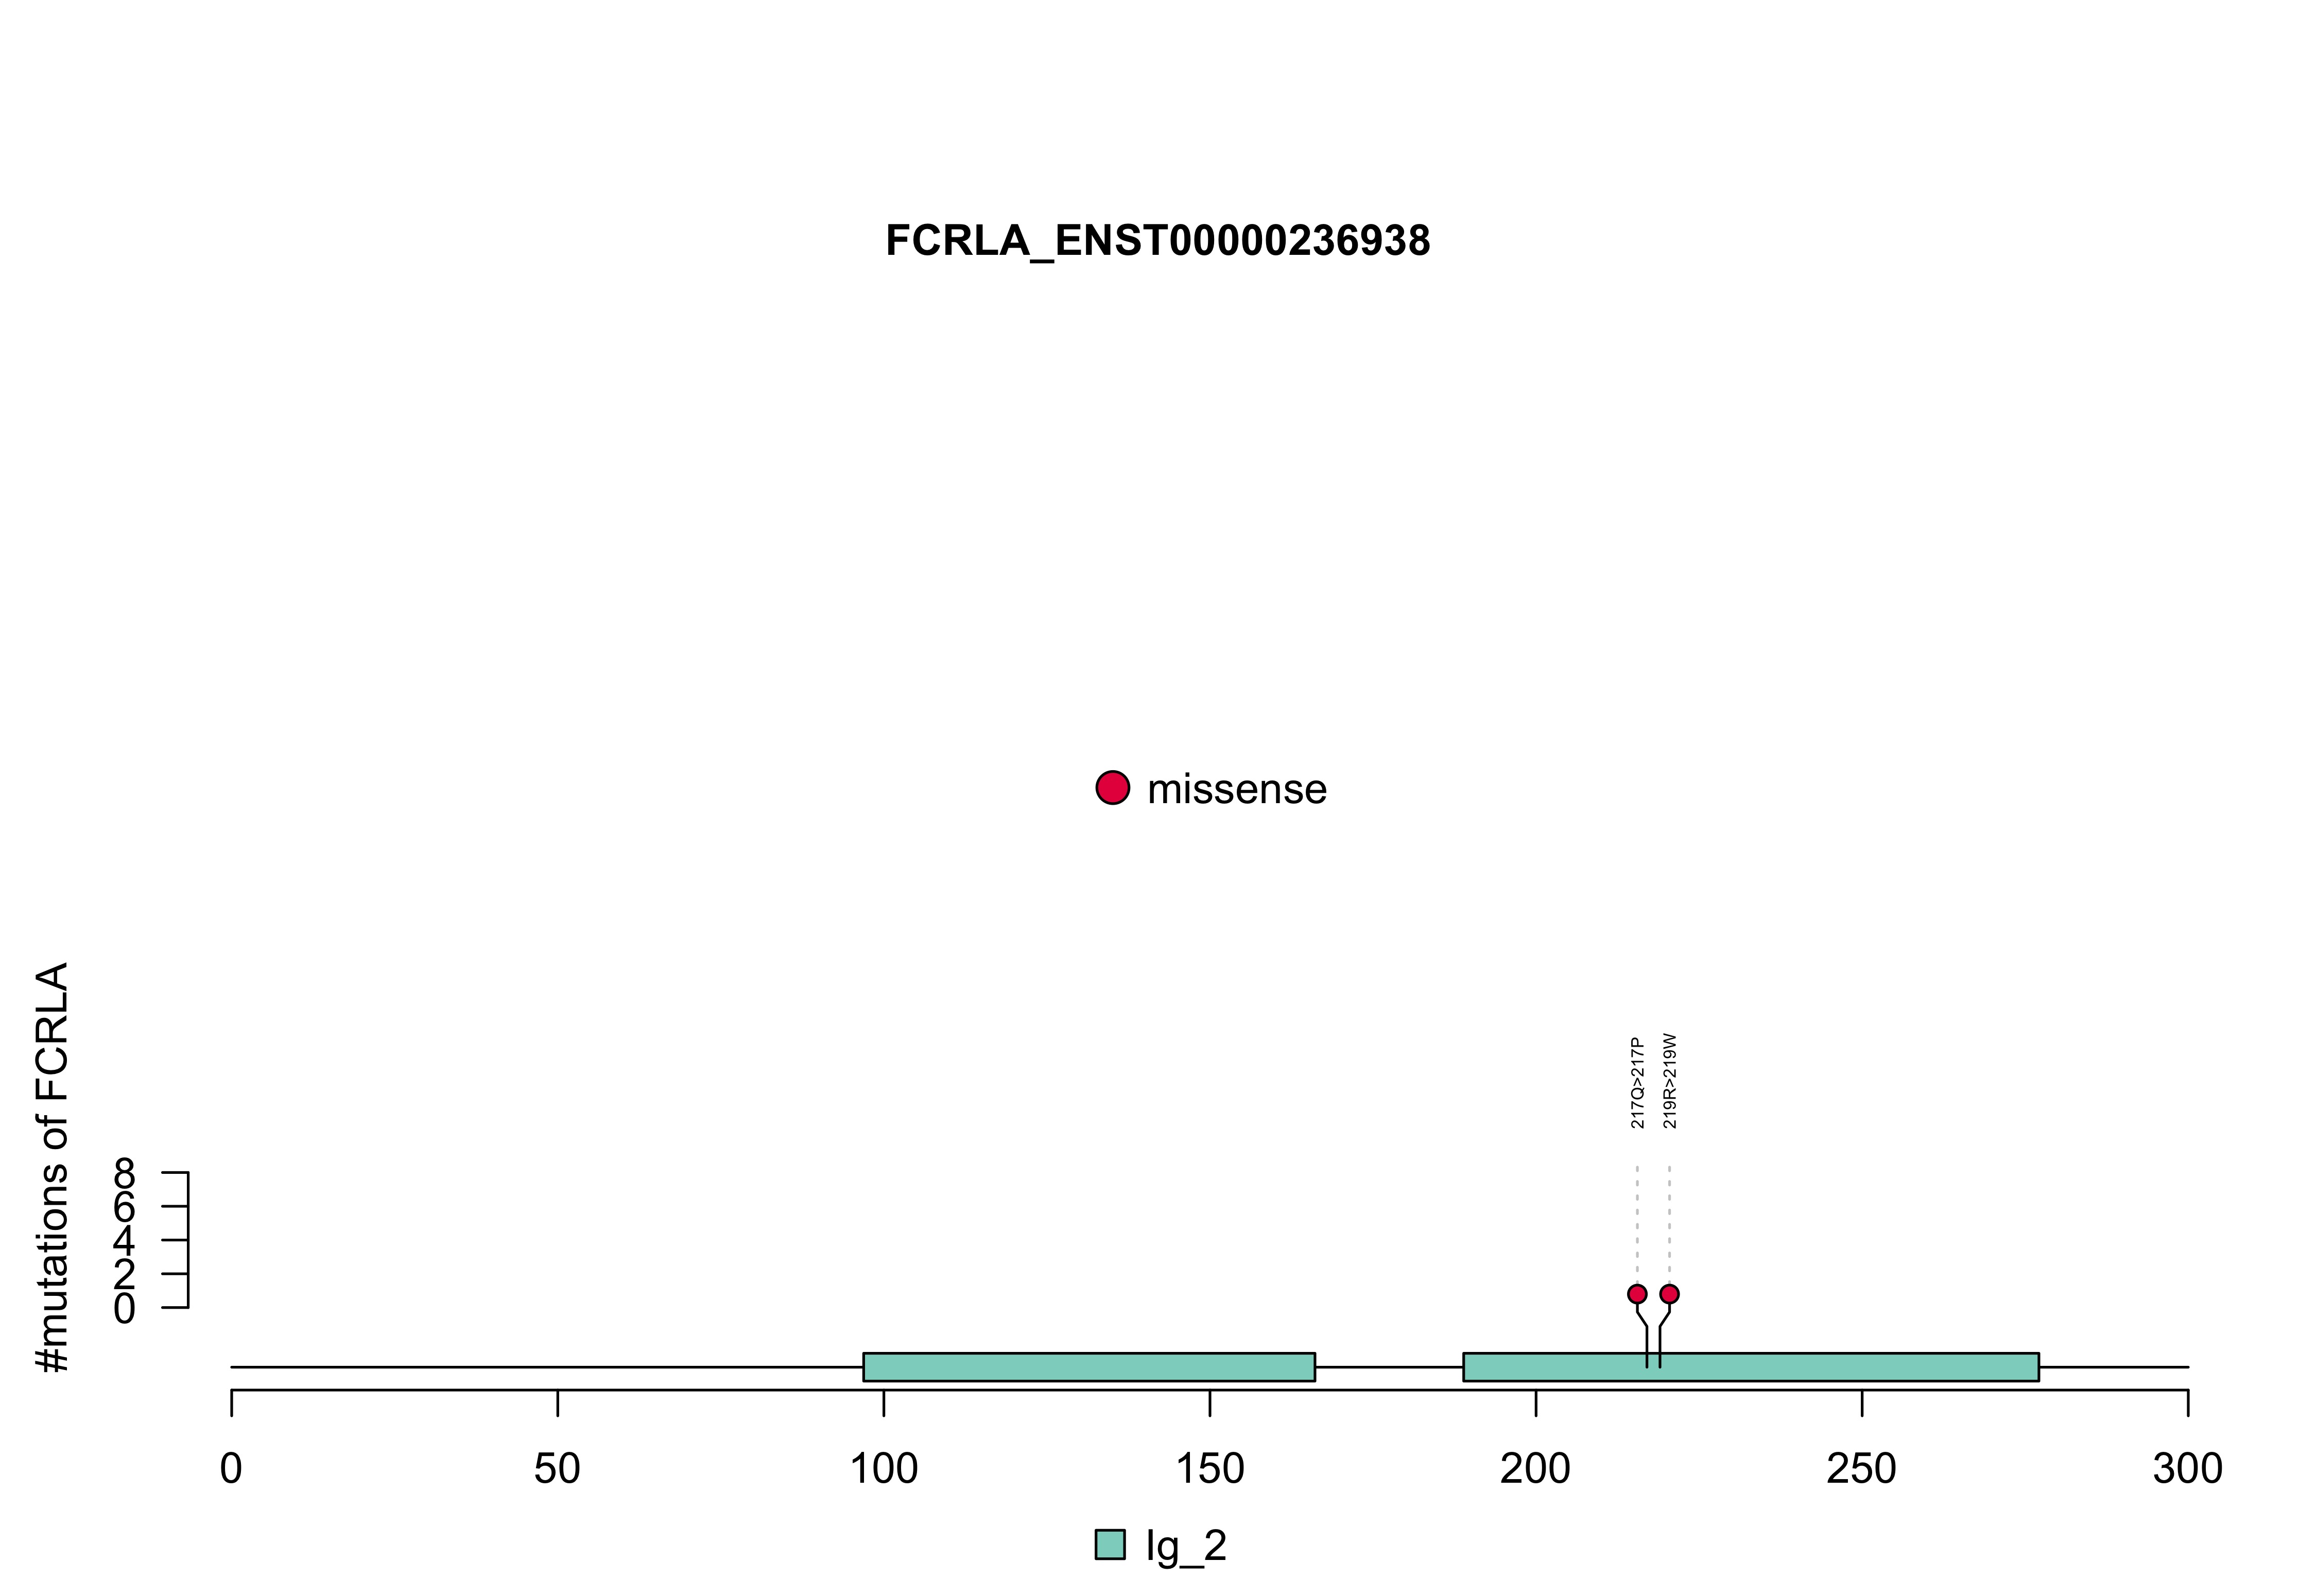 FCRLA_ENST00000236938
missense
#mutations of FCRLA
8
6
4
2
0
217Q>217P
219R>219W
0 50 100 150 200 250 300
Ig_2